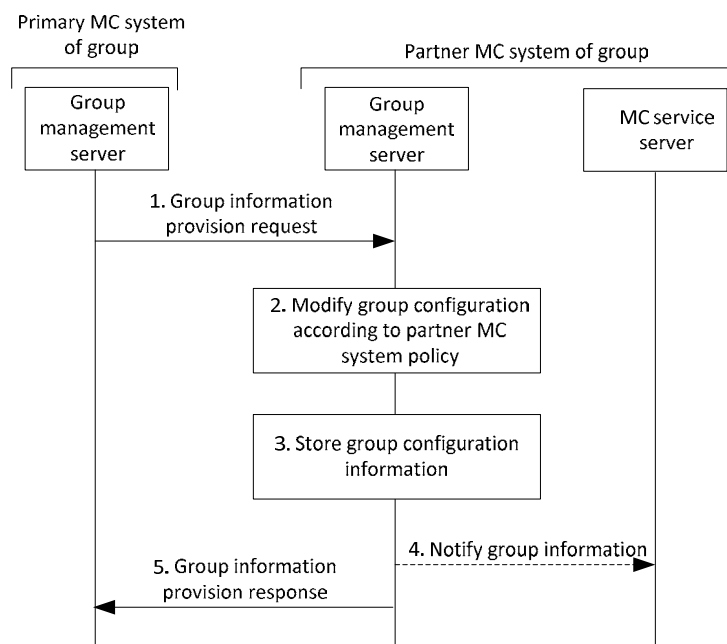 Primary MC system
of group
Partner MC system of group
Group
management
server
Group
management
server
MC service
server
1. Group information
provision request
2. Modify group configuration
according to partner MC
system policy
3. Store group configuration
information
4. Notify group information
5. Group information
provision response